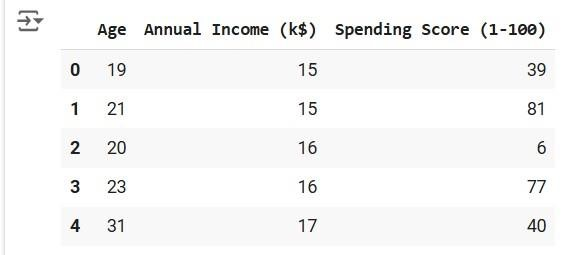 Age Annual Income (k$) Spending Score (1-100)
0 19 15 39
1 21 15 81
2 20 16 6
3 23 16 77
4 31 17 40